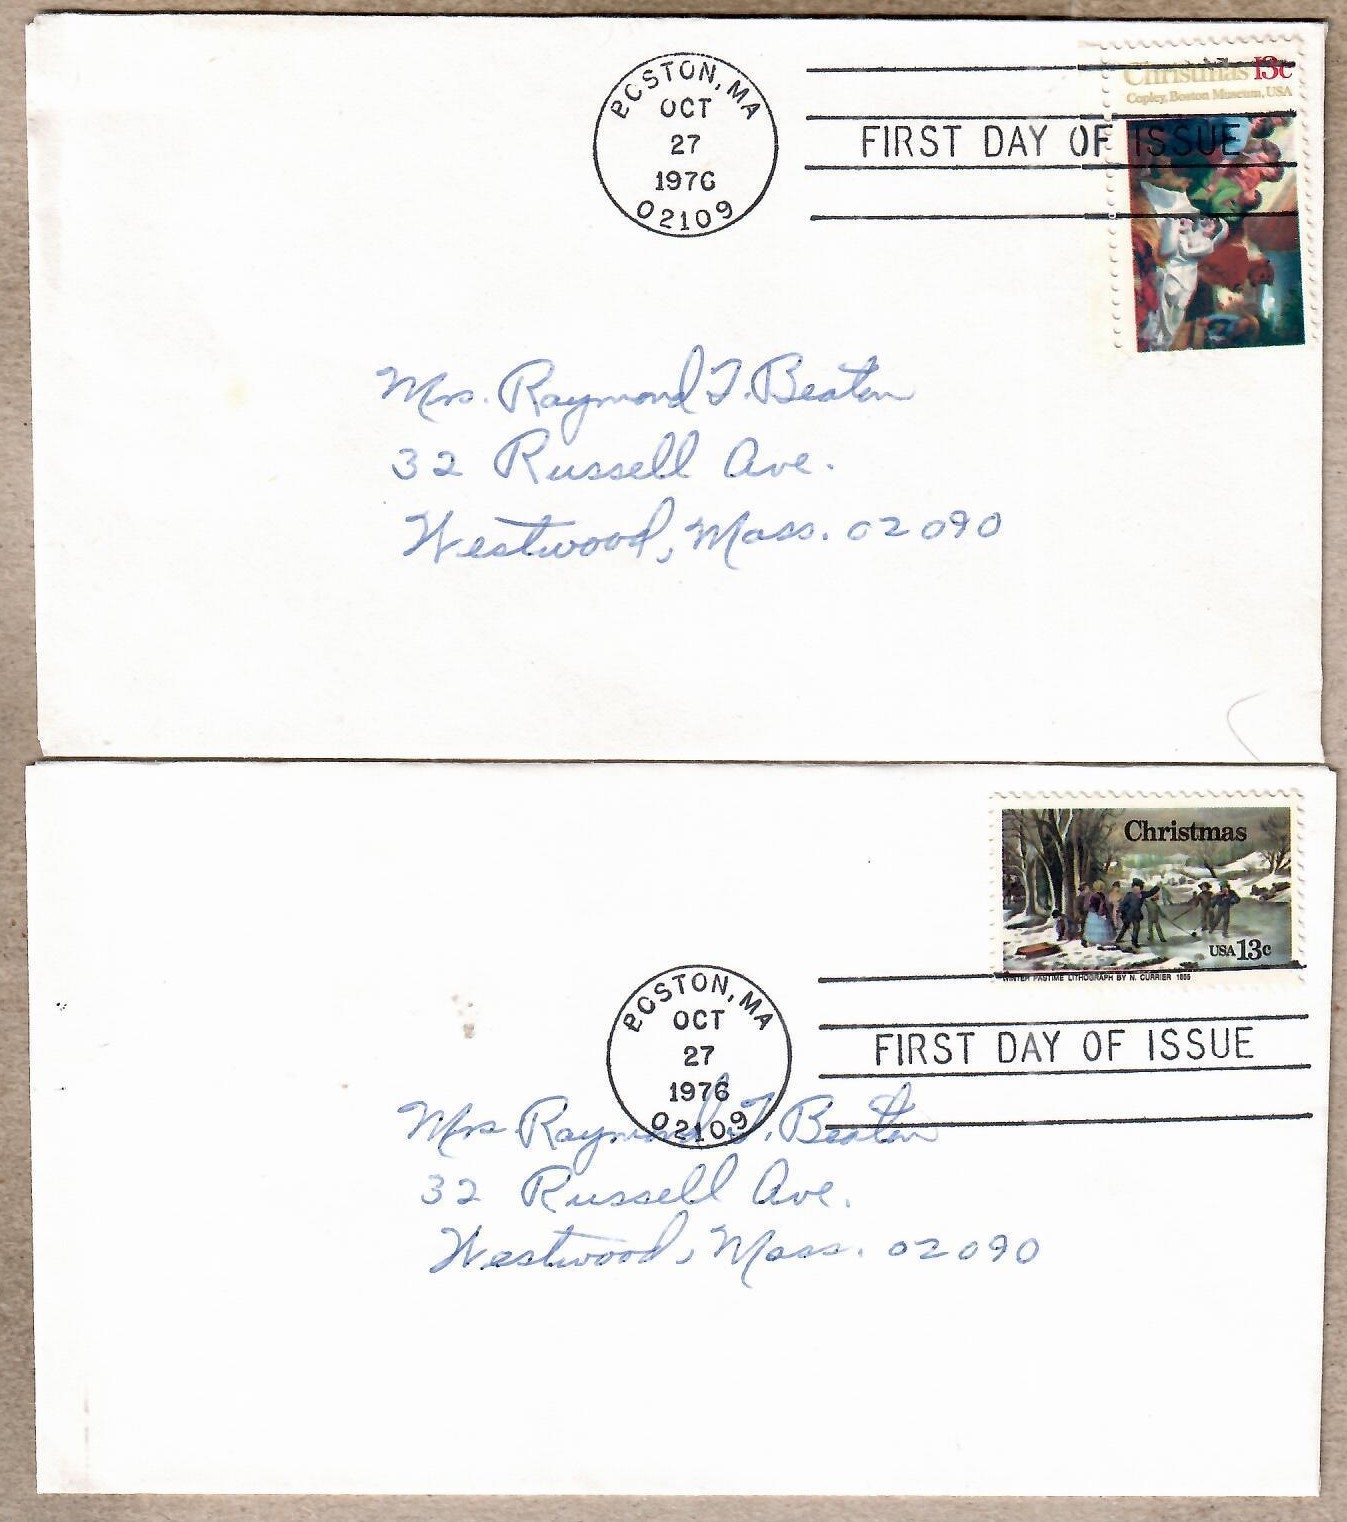 BOSTON, MA
OCT
27
1976
02109
FIRST DAY OF ISSUE
Christmas 13c
Copley, Boston Museum, USA
Mrs. Raymond T. Beaton
32 Russell Ave.
Westwood, Mass. 02090
Christmas
USA 13c
WINTER PASTIME LITHOGRAPH BY N. CURRIER 1855
BOSTON, MA
OCT
27
1976
02109
FIRST DAY OF ISSUE
Mrs Raymond T. Beaton
32 Russell Ave.
Westwood, Mass. 02090